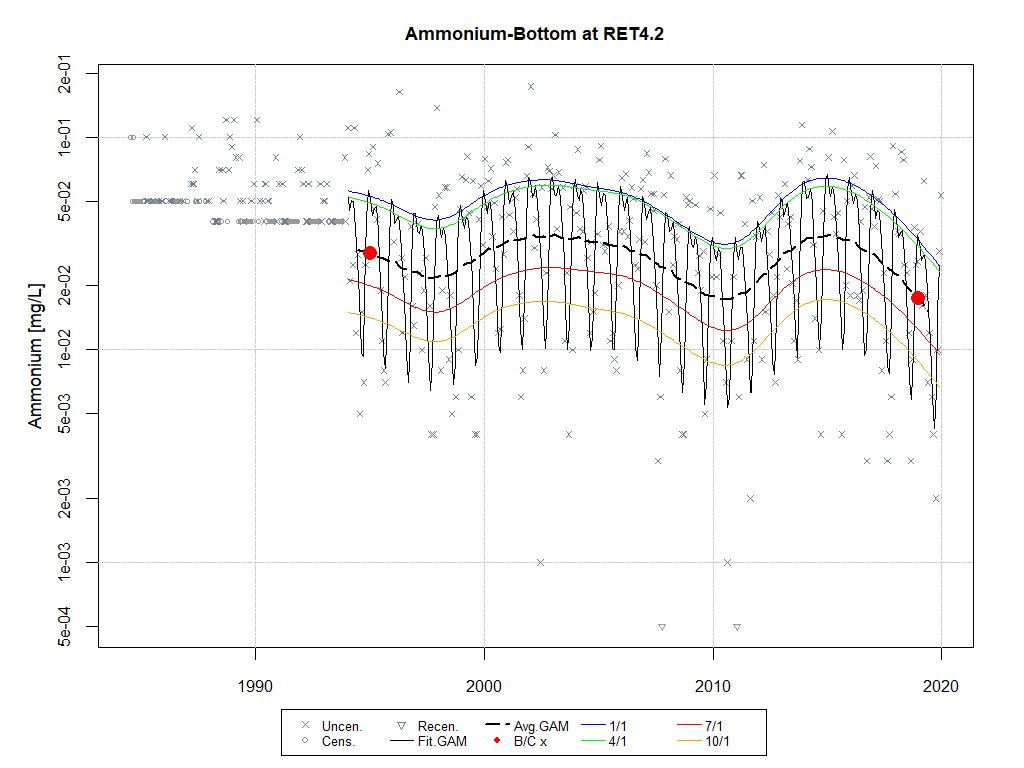 Ammonium-Bottom at RET4.2
Ammonium [mg/L]
2e-01
1e-01
5e-02
2e-02
1e-02
5e-03
2e-03
1e-03
5e-04
1990 2000 2010 2020
Uncen. Recen. Avg.GAM 1/1 7/1
Cens. Fit.GAM B/C x 4/1 10/1